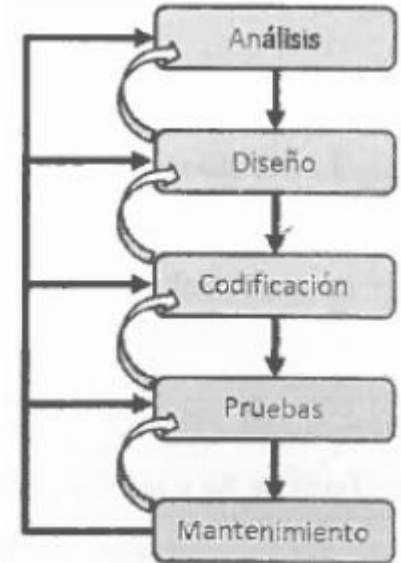 Análisis
Diseño
Codificación
Pruebas
Mantenimiento